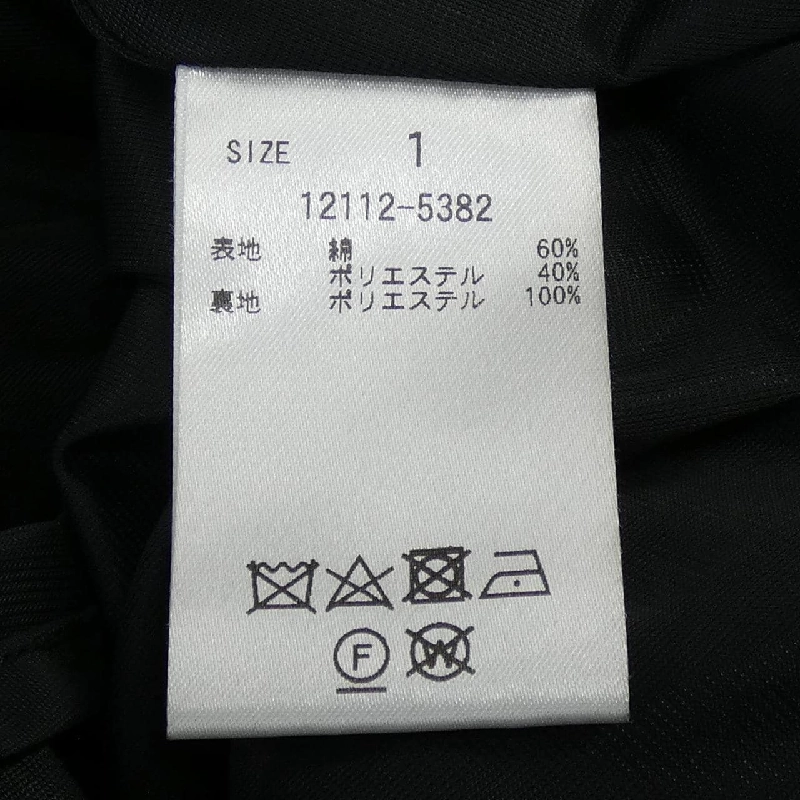 SIZE 1
12112-5382
表地 綿 60%
ポリエステル 40%
裏地 ポリエステル 100%
F W